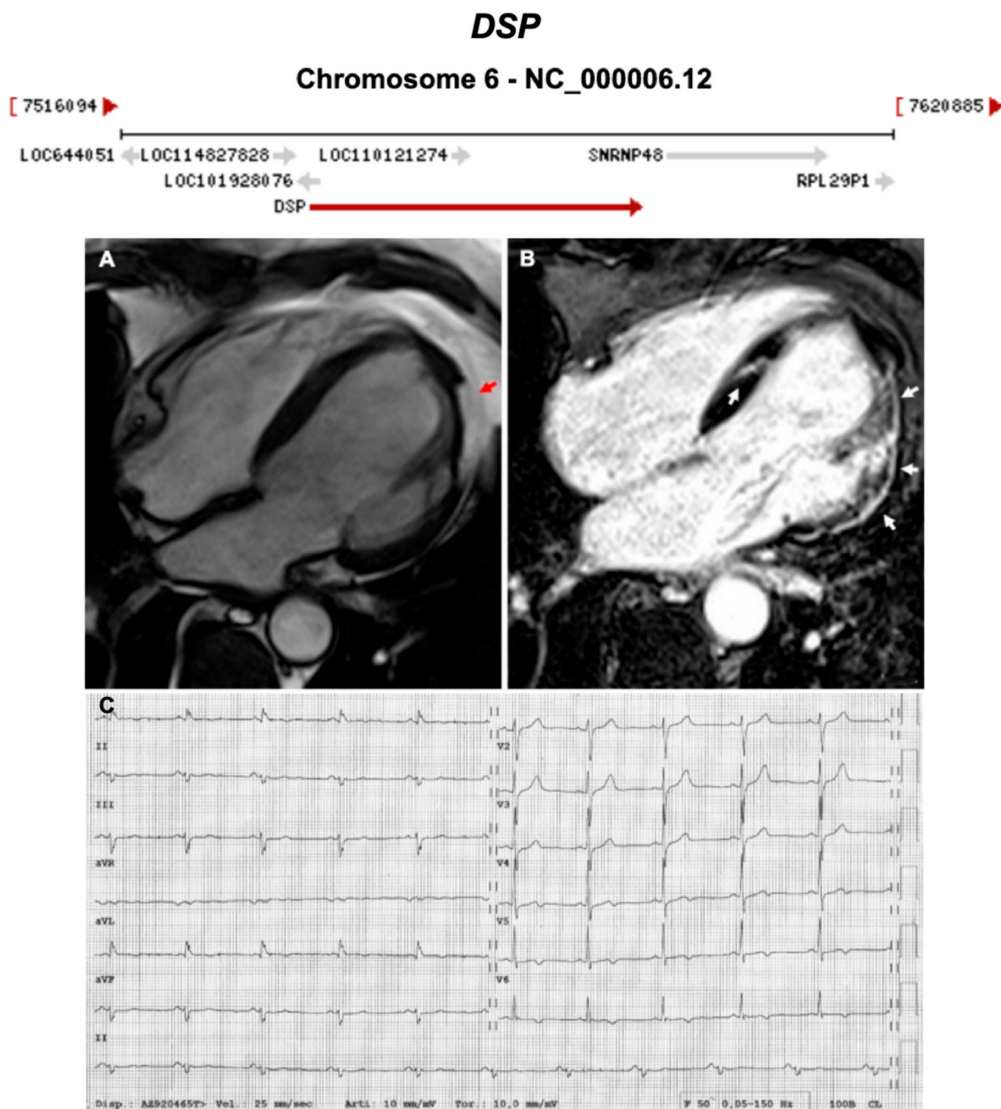 DSP
Chromosome 6 - NC_000006.12
[ 7516094 [ 7620885
LOC644051 LOC114827828 LOC110121274 SNRNP48
LOC101928076 RPL29P1
DSP
A B
C
II V2
III V3
aVR V4
aVL V5
aVF V6
II
Disp.: AZ920465T> Vel.: 25 mm/sec Arti: 10 mm/mV Tor.: 10,0 mm/mV F 50~ 0,05-150 Hz 100B CL